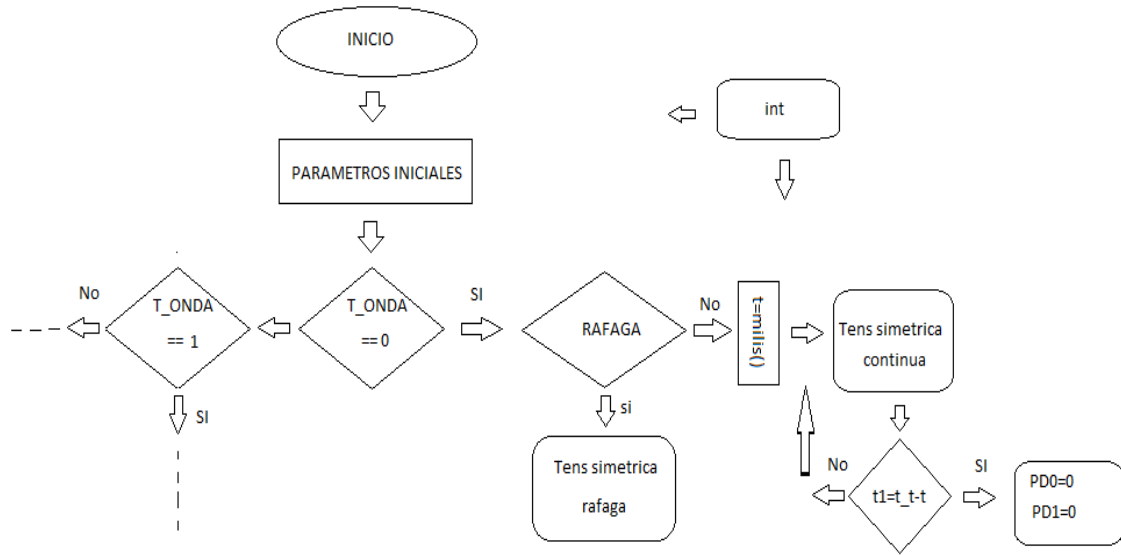 INICIO
int
PARAMETROS INICIALES
No
T_ONDA
== 1
SI
T_ONDA
==0
SI
RAFAGA
si
Tens simetrica
rafaga
No
t=milis()
Tens simetrica
continua
No
t1=t_t-t
SI
PD0=0
PD1=0